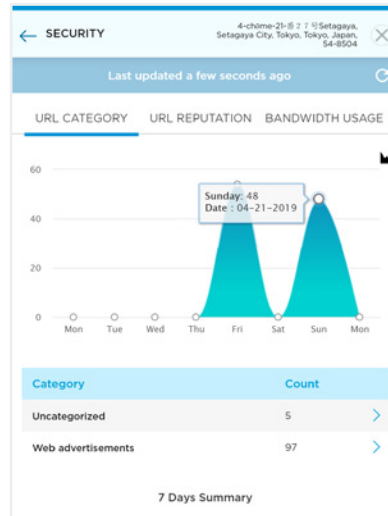 SECURITY
4-chōme-21-
Setagaya,
Setagaya City, Tokyo, Tokyo, Japan,
54-8504
Last updated a few seconds ago
URL CATEGORY URL REPUTATION BANDWIDTH USAGE
60
Sunday: 48
Date : 04-21-2019
40
20
0
Mon Tue Wed Thu Fri Sat Sun Mon
Category Count
Uncategorized 5
Web advertisements 97
7 Days Summary